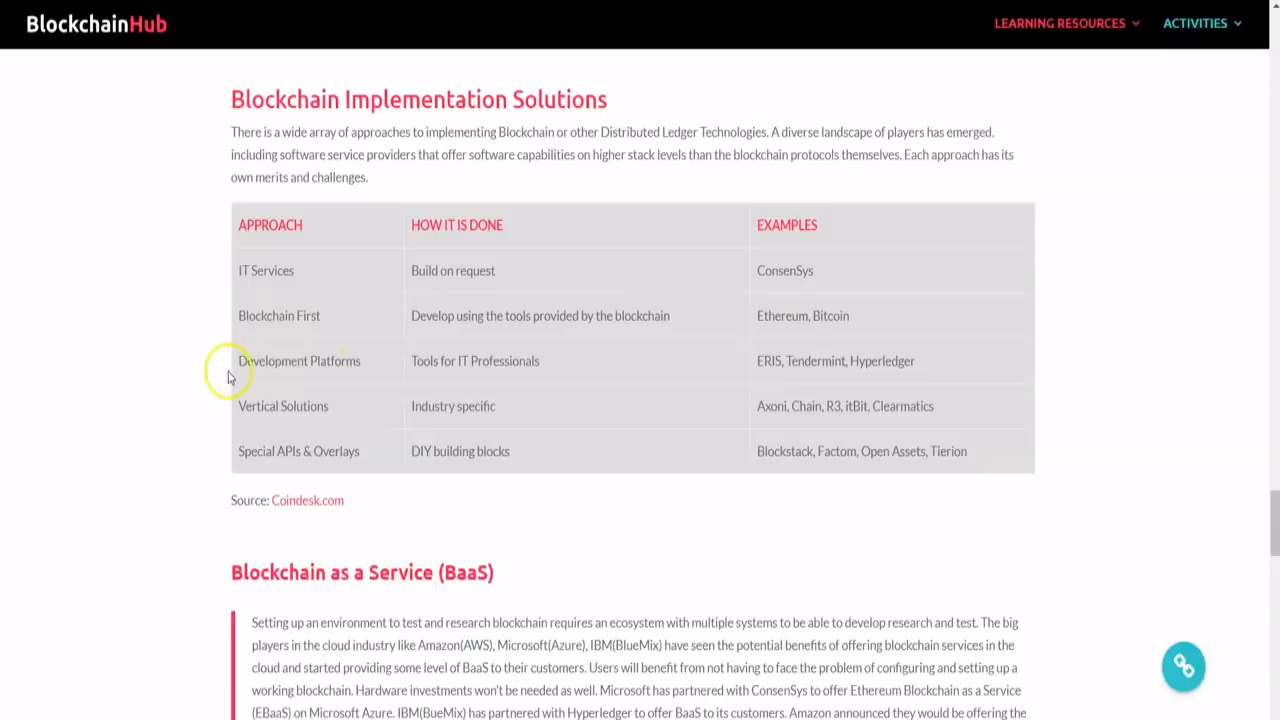 BlockchainHub
LEARNING RESOURCES
ACTIVITIES
Blockchain Implementation Solutions
There is a wide array of approaches to implementing Blockchain or other Distributed Ledger Technologies. A diverse landscape of players has emerged,
including software service providers that offer software capabilities on higher stack levels than the blockchain protocols themselves. Each approach has its
own merits and challenges.
APPROACH HOW IT IS DONE EXAMPLES
IT Services Build on request ConsenSys
Blockchain First Develop using the tools provided by the blockchain Ethereum, Bitcoin
Development Platforms Tools for IT Professionals ERIS, Tendermint, Hyperledger
Vertical Solutions Industry specific Axoni, Chain, R3, itBit, Clearmatics
Special APIs & Overlays DIY building blocks Blockstack, Factom, Open Assets, Tierion
Source: Coindesk.com
Blockchain as a Service (BaaS)
Setting up an environment to test and research blockchain requires an ecosystem with multiple systems to be able to develop research and test. The big
players in the cloud industry like Amazon(AWS), Microsoft(Azure), IBM(BlueMix) have seen the potential benefits of offering blockchain services in the
cloud and started providing some level of BaaS to their customers. Users will benefit from not having to face the problem of configuring and setting up a
working blockchain. Hardware investments won't be needed as well. Microsoft has partnered with ConsenSys to offer Ethereum Blockchain as a Service
(EBaaS) on Microsoft Azure. IBM(BueMix) has partnered with Hyperledger to offer BaaS to its customers. Amazon announced they would be offering the